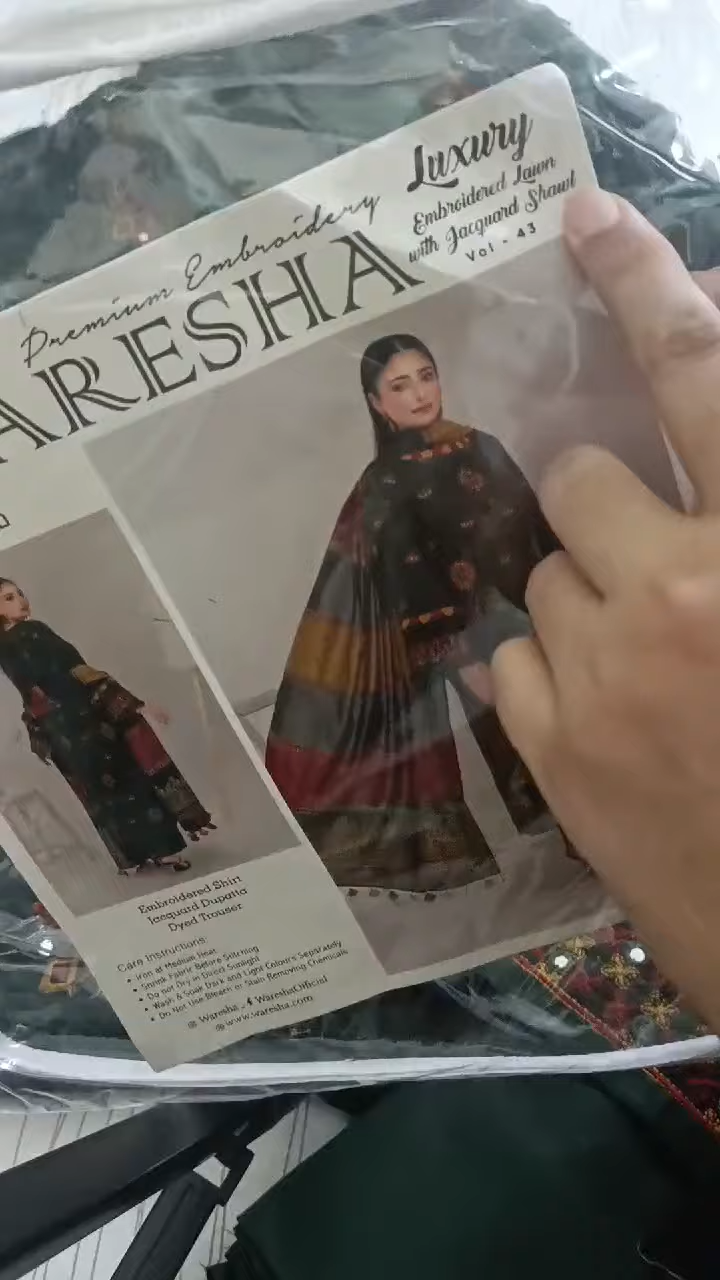 Premium Embroidery
ARESHA
Luxury
Embroidered Lawn
with Jacquard Shawl
Vol - 43
Embroidered Shirt
Jacquard Dupatta
Dyed Trouser
Care Instructions:
• Iron at Medium Heat
• Shrink Fabric Before Stitching
• Do not Dry in Direct Sunlight
• Wash & Soak Dark and Light Colours Separately
• Do Not Use Bleach or Stain Removing Chemicals
Waresha - WareshaOfficial
www.waresha.com